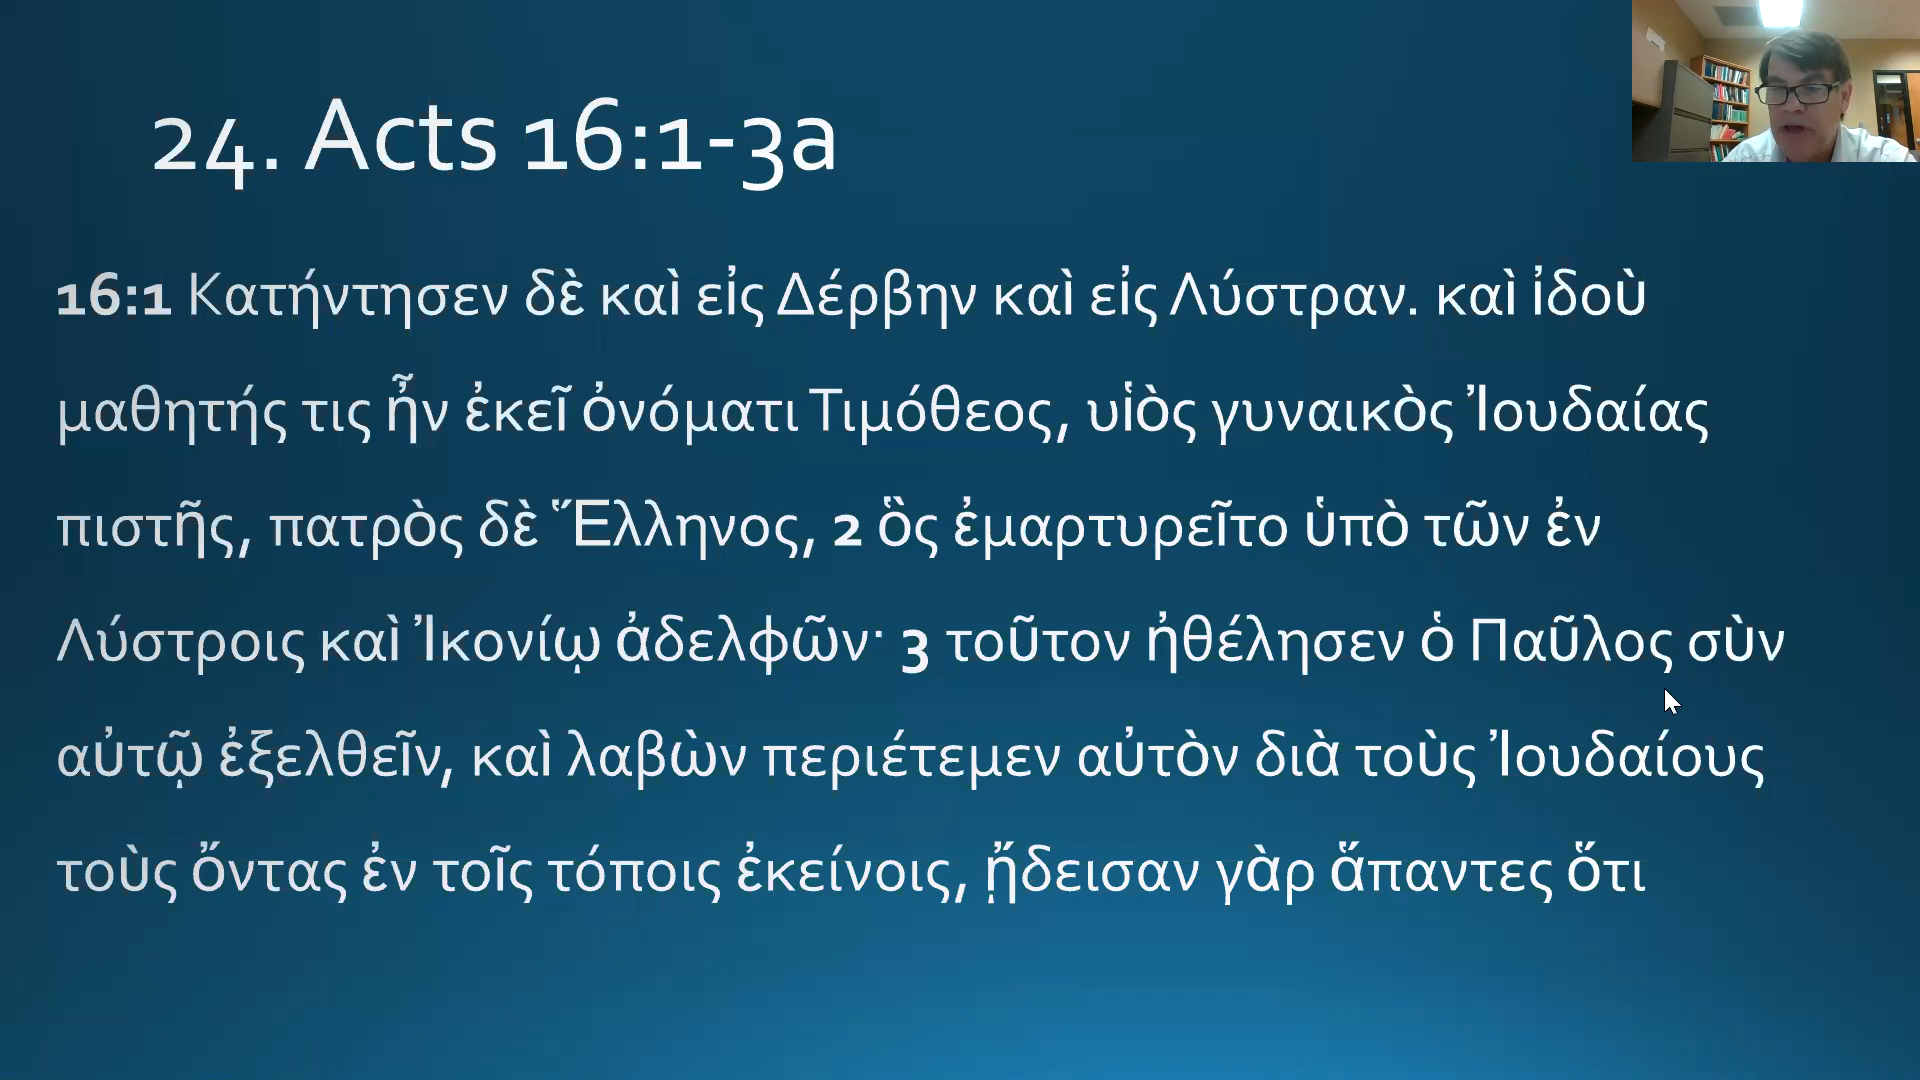 24. Acts 16:1-3a
16:1 Κατήντησεν δὲ καὶ εἰς Δέρβην καὶ εἰς Λύστραν. καὶ ἰδοὺ
μαθητής τις ἦν ἐκεῖ ὀνόματι Τιμόθεος, υἱὸς γυναικὸς Ἰουδαίας
πιστῆς, πατρὸς δὲ Ἕλληνος, 2 ὃς ἐμαρτυρεῖτο ὑπὸ τῶν ἐν
Λύστροις καὶ Ἰκονίῳ ἀδελφῶν· 3 τοῦτον ἠθέλησεν ὁ Παῦλος σὺν
αὐτῷ ἐξελθεῖν, καὶ λαβὼν περιέτεμεν αὐτὸν διὰ τοὺς Ἰουδαίους
τοὺς ὄντας ἐν τοῖς τόποις ἐκείνοις, ᾔδεισαν γὰρ ἅπαντες ὅτι